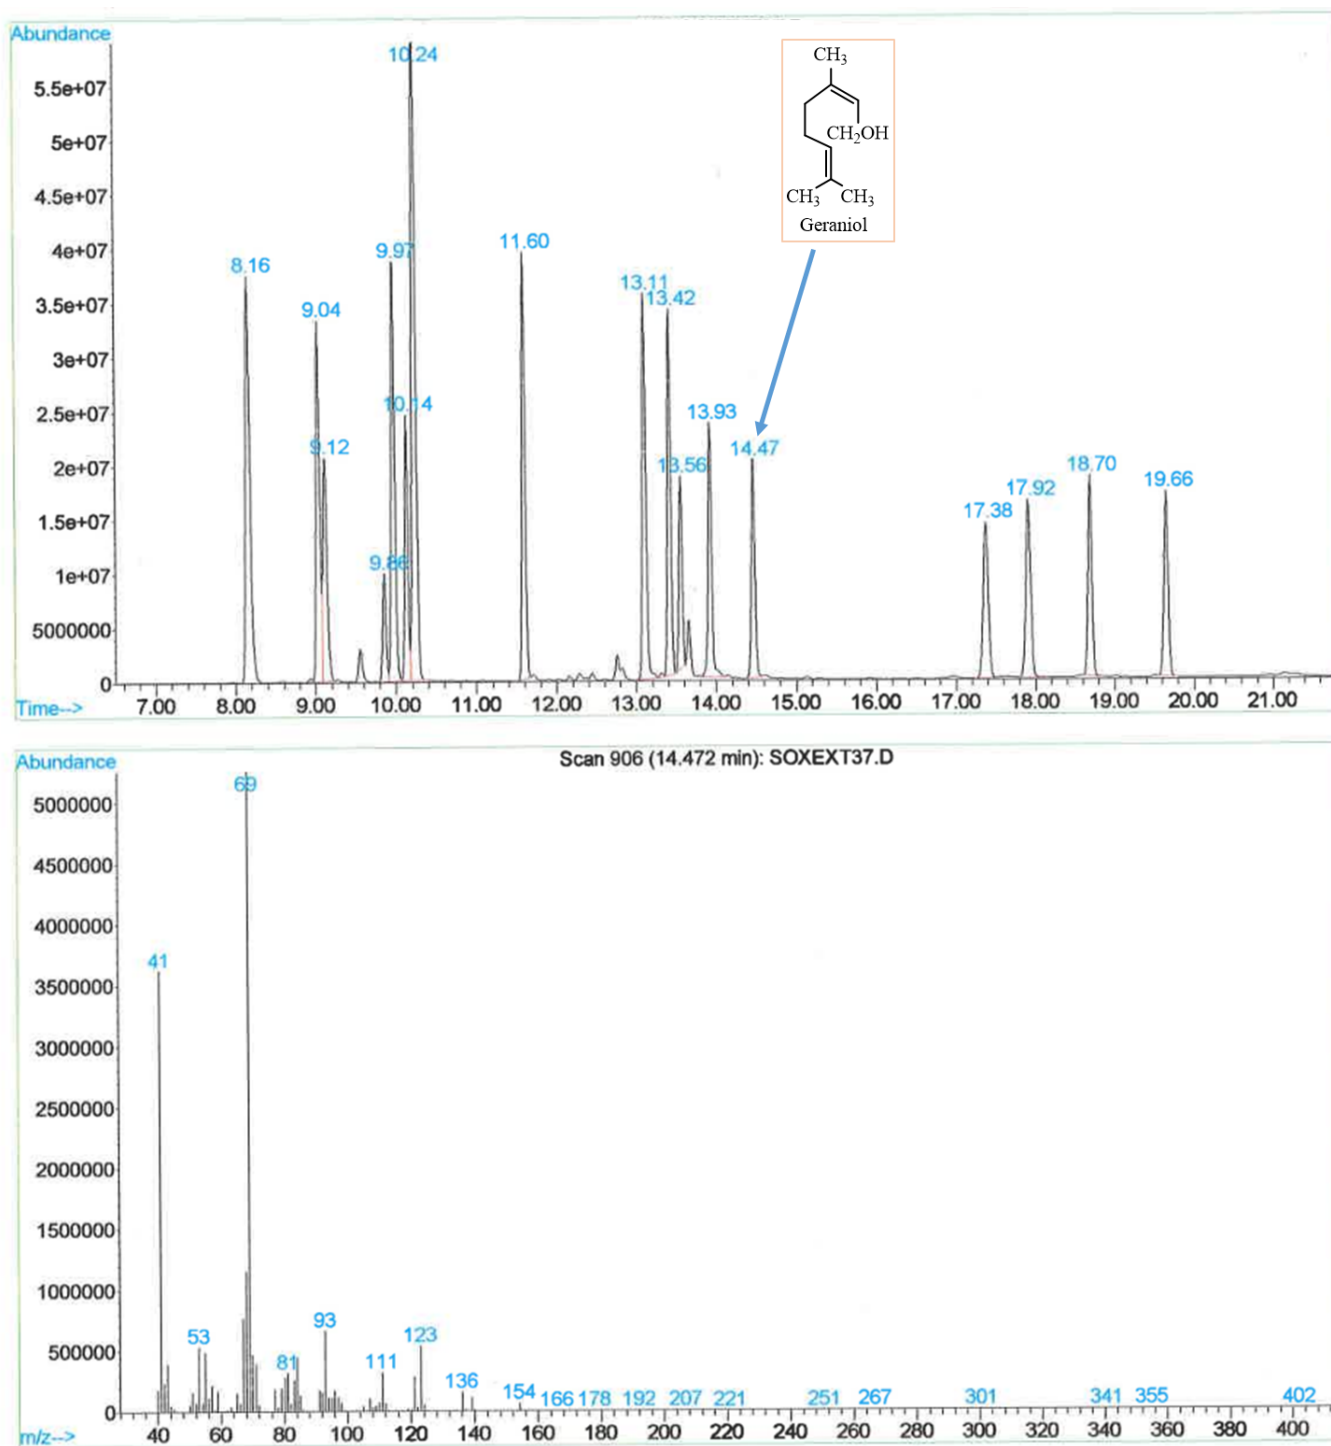 Abundance
5.5e+07
5e+07
4.5e+07
4e+07
3.5e+07
3e+07
2.5e+07
2e+07
1.5e+07
1e+07
5000000
0
Time-->
7.00 8.00 9.00 10.00 11.00 12.00 13.00 14.00 15.00 16.00 17.00 18.00 19.00 20.00 21.00
8.16
9.04
9.12
9.86
9.97
10.14
10.24
11.60
13.11
13.42
13.56
13.93
14.47
17.38
17.92
18.70
19.66
CH3
CH2OH
CH3 CH3
Geraniol
Abundance
Scan 906 (14.472 min): SOXEXT37.D
5000000
4500000
4000000
3500000
3000000
2500000
2000000
1500000
1000000
500000
0
m/z-->
40 60 80 100 120 140 160 180 200 220 240 260 280 300 320 340 360 380 400
41
53
69
81
93
111
123
136
154
166 178 192 207 221 251 267 301 341 355 402